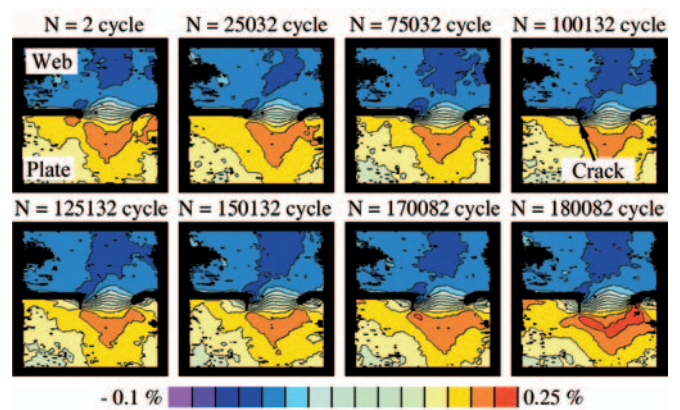 N = 2 cycle N = 25032 cycle N = 75032 cycle N = 100132 cycle
Web
Plate
Crack
N = 125132 cycle N = 150132 cycle N = 170082 cycle N = 180082 cycle
- 0.1 % 0.25 %